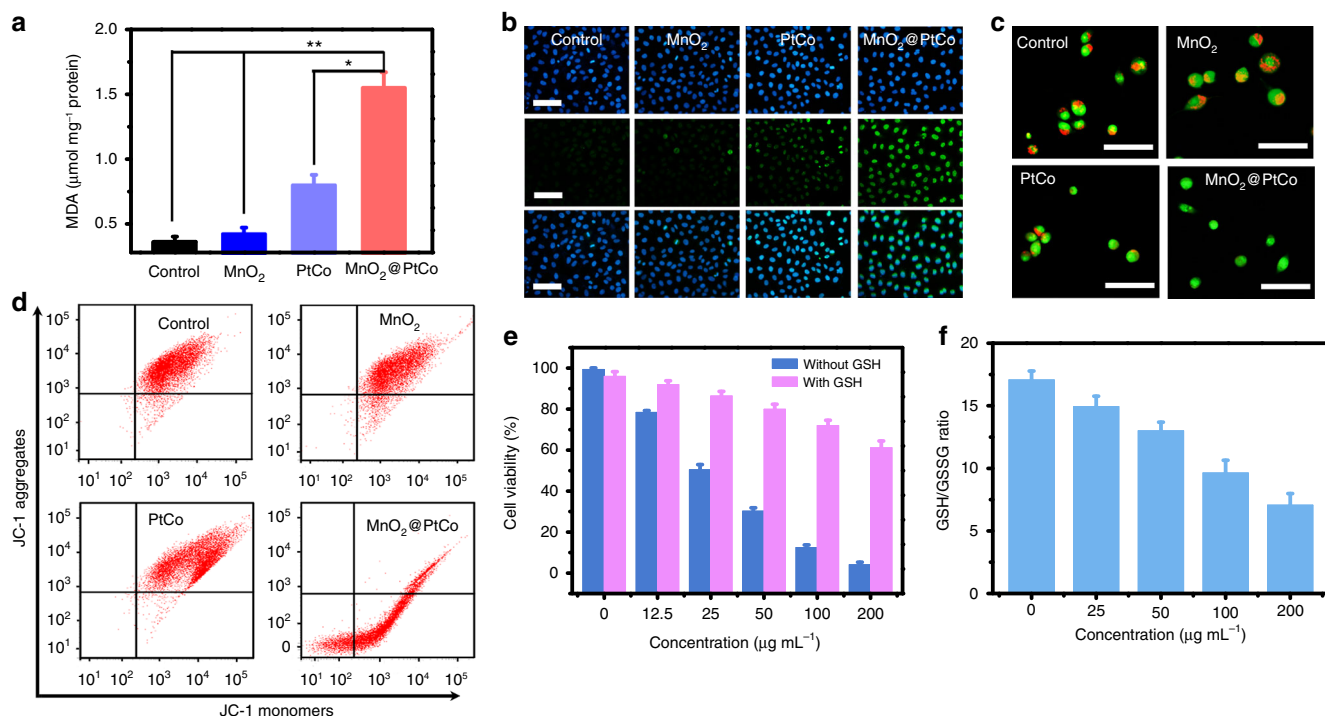 a
2.0
1.5
1.0
0.5
MDA (μmol mg⁻¹ protein)
**
*
Control
MnO₂
PtCo
MnO₂@PtCo
b
Control
MnO₂
PtCo
MnO₂@PtCo
c
Control
MnO₂
PtCo
MnO₂@PtCo
d
JC-1 aggregates
Control
10⁵
10⁴
10³
10²
10¹
10¹ 10² 10³ 10⁴ 10⁵
MnO₂
10⁵
10⁴
10³
10²
10¹
10¹ 10² 10³ 10⁴ 10⁵
PtCo
10⁵
10⁴
10³
10²
10¹
10¹ 10² 10³ 10⁴ 10⁵
MnO₂@PtCo
10⁵
10⁴
10³
10²
0
10¹ 10² 10³ 10⁴ 10⁵
JC-1 monomers
e
Without GSH
With GSH
100
80
60
40
20
0
Cell viability (%)
0 12.5 25 50 100 200
Concentration (μg mL⁻¹)
f
20
15
10
5
0
GSH/GSSG ratio
0 25 50 100 200
Concentration (μg mL⁻¹)